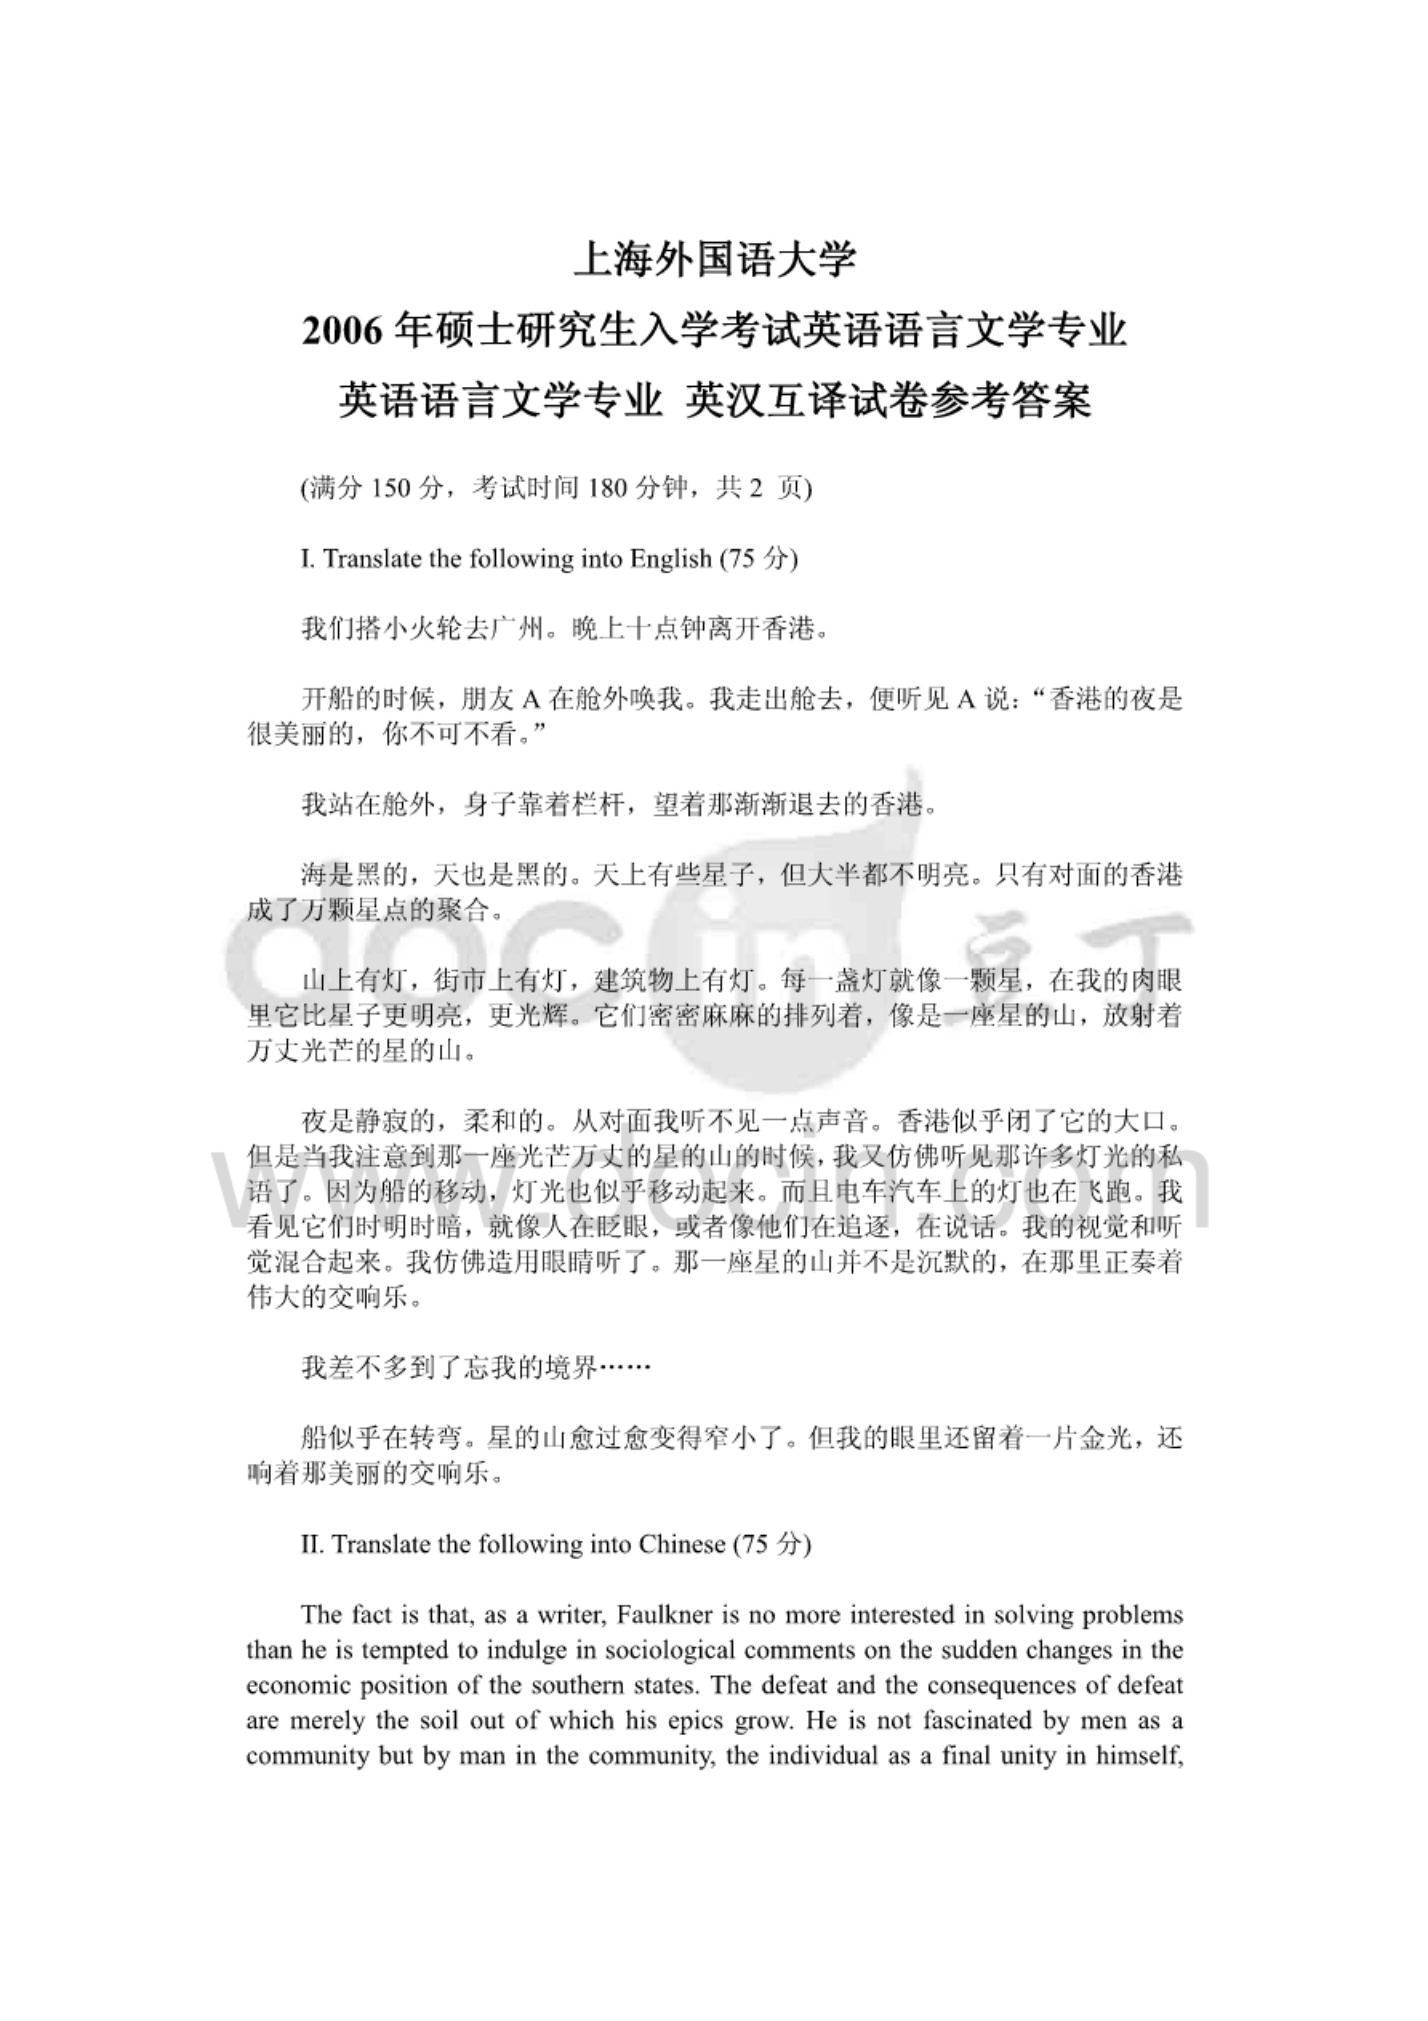 上海外国语大学
2006 年硕士研究生入学考试英语语言文学专业
英语语言文学专业 英汉互译试卷参考答案
(满分 150 分，考试时间 180 分钟，共 2 页)
I. Translate the following into English (75 分)
我们搭小火轮去广州。晚上十点钟离开香港。
开船的时候，朋友 A 在舱外唤我。我走出舱去，便听见 A 说：“香港的夜是
很美丽的，你不可不看。”
我站在舱外，身子靠着栏杆，望着那渐渐退去的香港。
海是黑的，天也是黑的。天上有些星子，但大半都不明亮。只有对面的香港
成了万颗星点的聚合。
山上有灯，街市上有灯，建筑物上有灯。每一盏灯就像一颗星，在我的肉眼
里它比星子更明亮，更光辉。它们密密麻麻的排列着，像是一座星的山，放射着
万丈光芒的星的山。
夜是静寂的，柔和的。从对面我听不见一点声音。香港似乎闭了它的大口。
但是当我注意到那一座光芒万丈的星的山的时候，我又仿佛听见那许多灯光的私
语了。因为船的移动，灯光也似乎移动起来。而且电车汽车上的灯也在飞跑。我
看见它们时明时暗，就像人在眨眼，或者像他们在追逐，在说话。我的视觉和听
觉混合起来。我仿佛造用眼睛听了。那一座星的山并不是沉默的，在那里正奏着
伟大的交响乐。
我差不多到了忘我的境界……
船似乎在转弯。星的山愈过愈变得窄小了。但我的眼里还留着一片金光，还
响着那美丽的交响乐。
II. Translate the following into Chinese (75 分)
The fact is that, as a writer, Faulkner is no more interested in solving problems
than he is tempted to indulge in sociological comments on the sudden changes in the
economic position of the southern states. The defeat and the consequences of defeat
are merely the soil out of which his epics grow. He is not fascinated by men as a
community but by man in the community, the individual as a final unity in himself,
docin 豆丁
www.docin.com